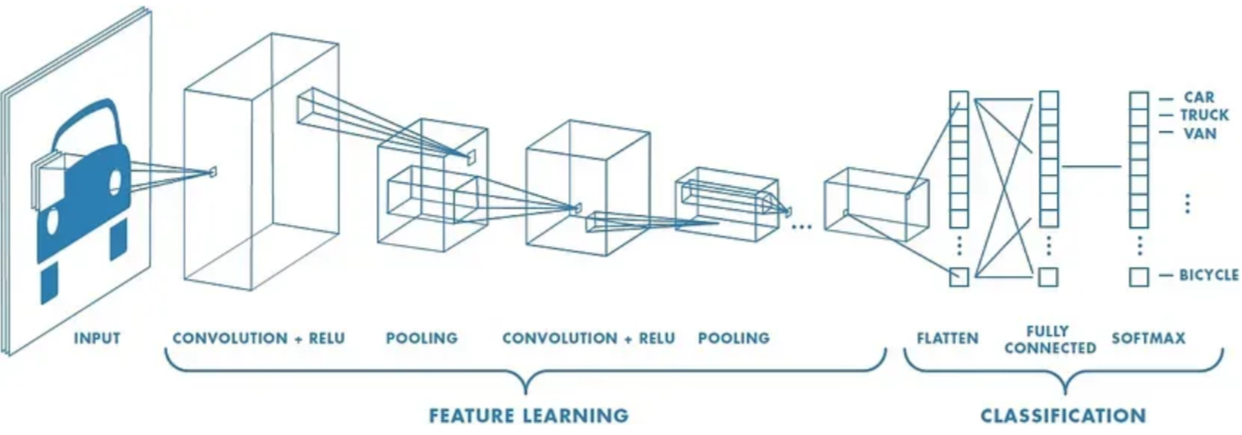 CAR
TRUCK
VAN
BICYCLE
INPUT
CONVOLUTION + RELU
POOLING
CONVOLUTION + RELU
POOLING
FLATTEN
FULLY
CONNECTED
SOFTMAX
FEATURE LEARNING
CLASSIFICATION